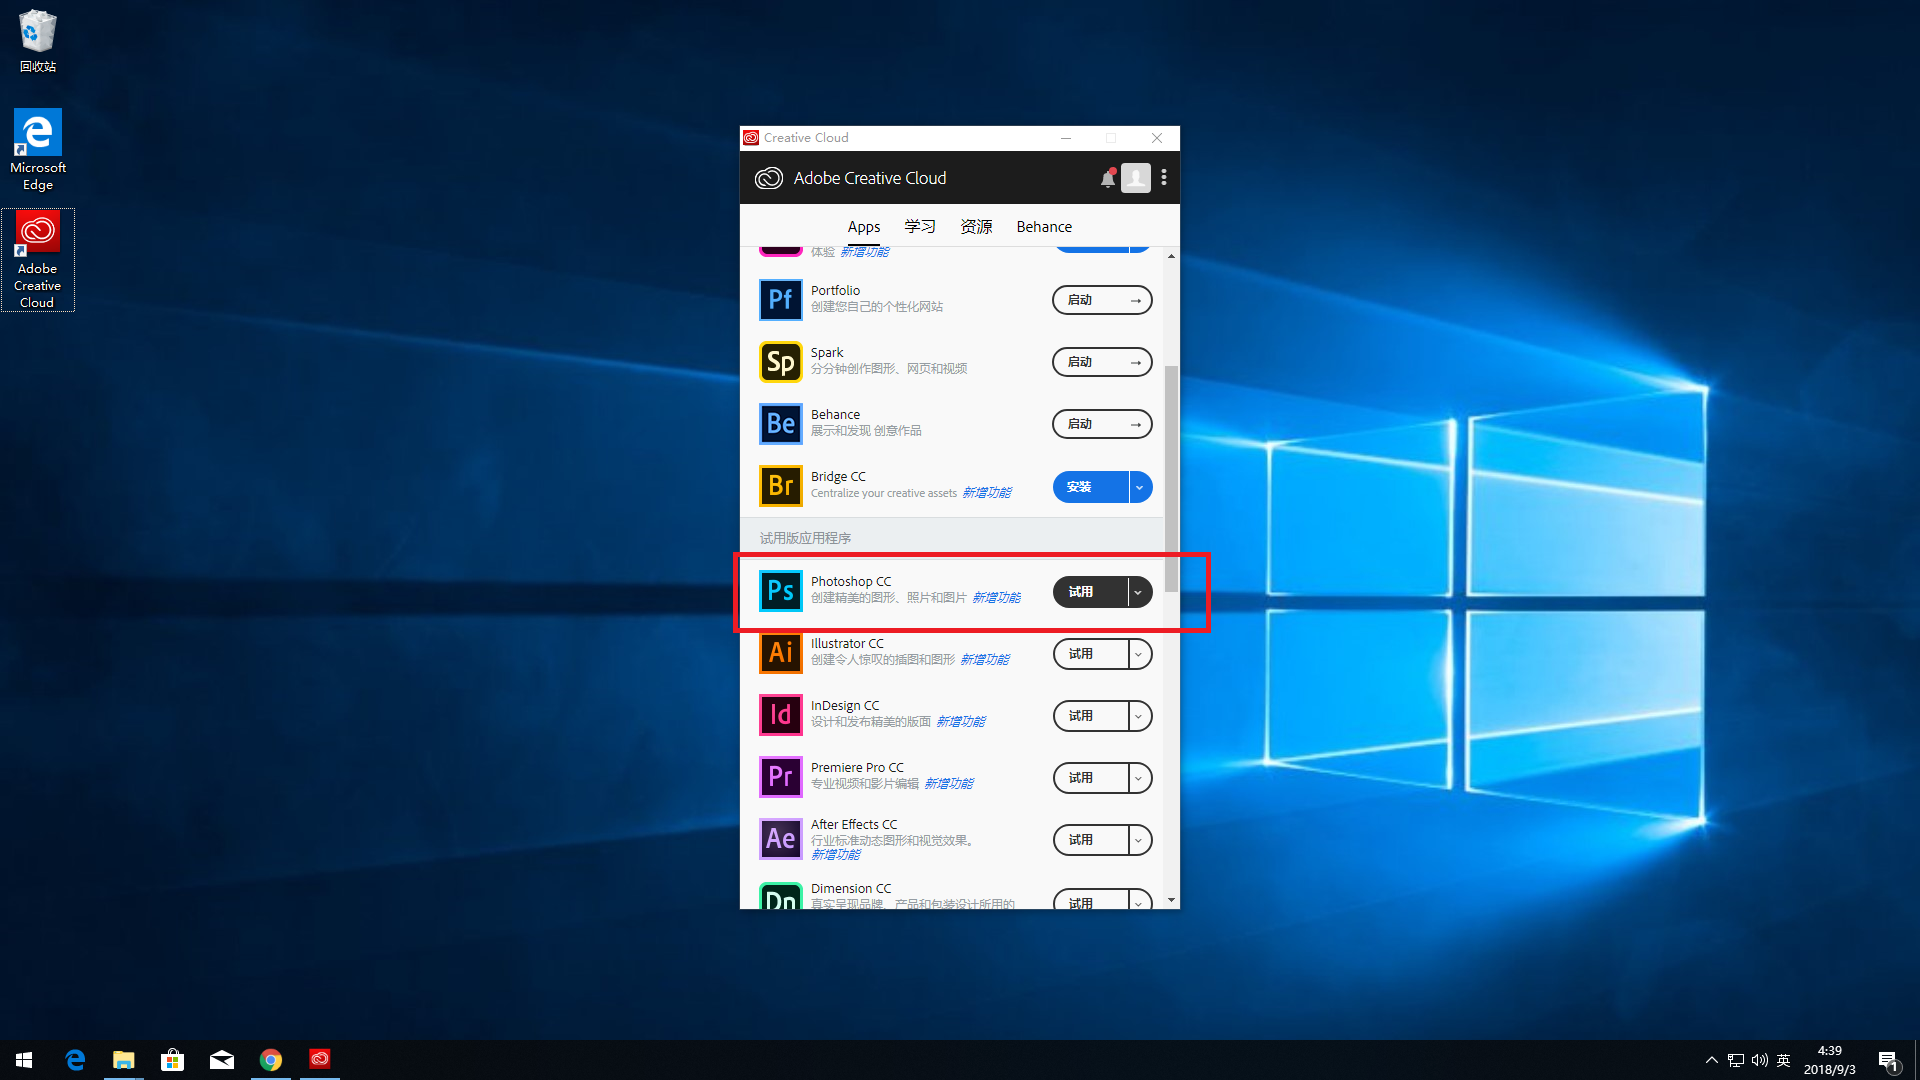 回收站
Microsoft
Edge
Adobe
Creative
Cloud
Creative Cloud
Adobe Creative Cloud
Apps 学习 资源 Behance
体验 新增功能
Pf Portfolio
创建您自己的个性化网站
启动 →
Sp Spark
分分钟创作图形、网页和视频
启动 →
Be Behance
展示和发现 创意作品
启动 →
Br Bridge CC
Centralize your creative assets 新增功能
安装
试用版应用程序
Ps Photoshop CC
创建精美的图形、照片和图片 新增功能
试用
Ai Illustrator CC
创建令人惊叹的插图和图形 新增功能
试用
Id InDesign CC
设计和发布精美的版面 新增功能
试用
Pr Premiere Pro CC
专业视频和影片编辑 新增功能
试用
Ae After Effects CC
行业标准动态图形和视觉效果。
新增功能
试用
Dn Dimension CC
真实呈现品牌、产品和包装设计所用的
试用
英
4:39
2018/9/3
1